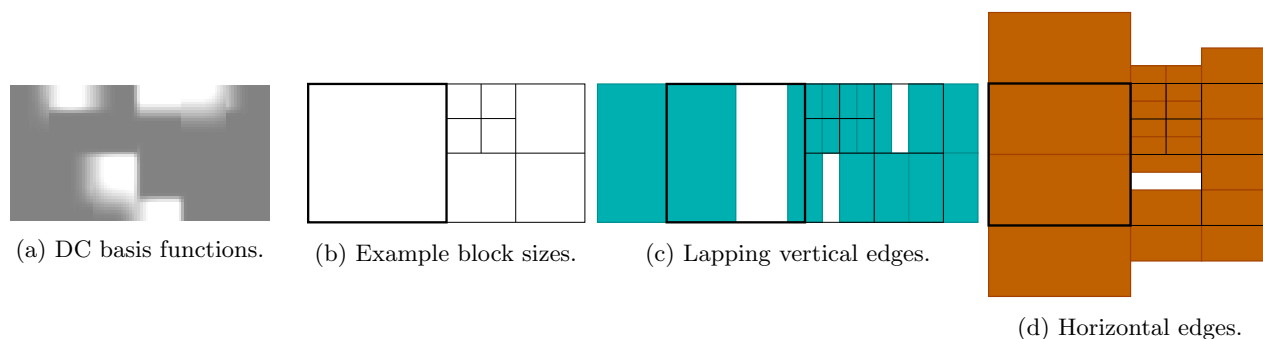 (a) DC basis functions.
(b) Example block sizes.
(c) Lapping vertical edges.
(d) Horizontal edges.